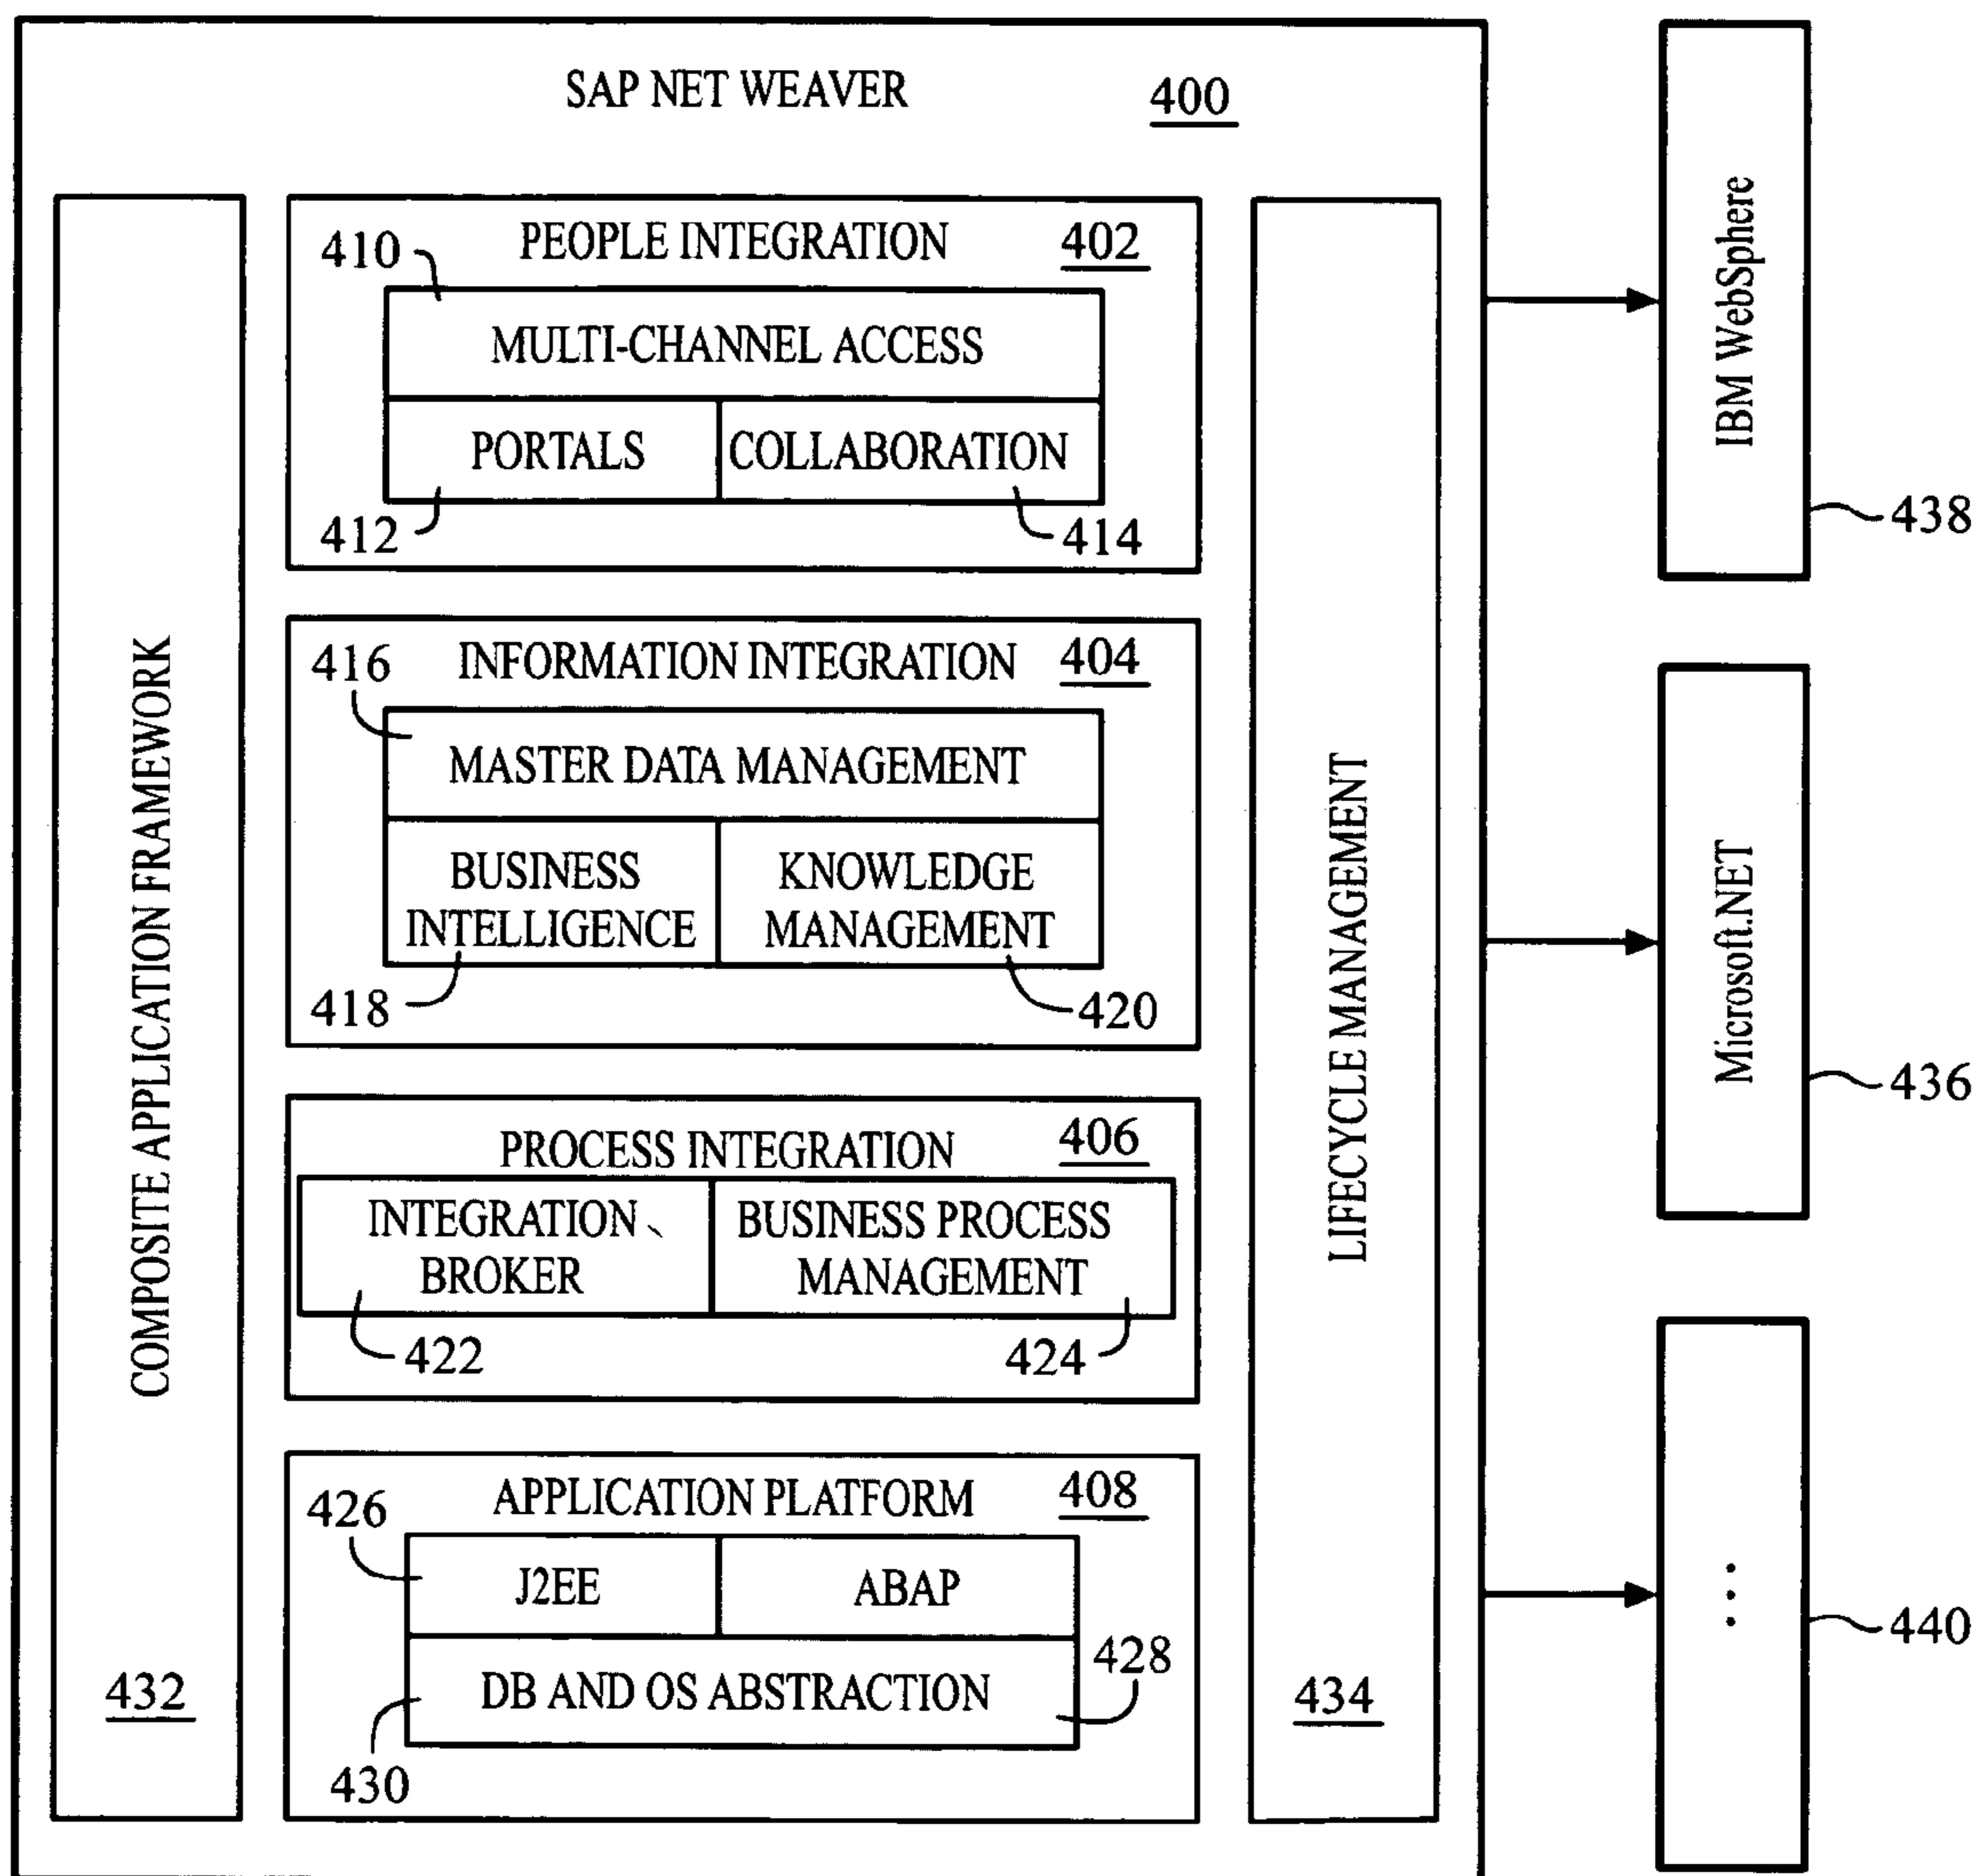 SAP NET WEAVER 400
COMPOSITE APPLICATION FRAMEWORK
432
PEOPLE INTEGRATION 402
410
MULTI-CHANNEL ACCESS
PORTALS
COLLABORATION
412
414
INFORMATION INTEGRATION 404
416
MASTER DATA MANAGEMENT
BUSINESS
INTELLIGENCE
KNOWLEDGE
MANAGEMENT
418
420
PROCESS INTEGRATION 406
INTEGRATION
BROKER
BUSINESS PROCESS
MANAGEMENT
422
424
APPLICATION PLATFORM 408
426
J2EE
ABAP
DB AND OS ABSTRACTION
428
430
LIFECYCLE MANAGEMENT
434
IBM WebSphere
438
Microsoft.NET
436
...
440